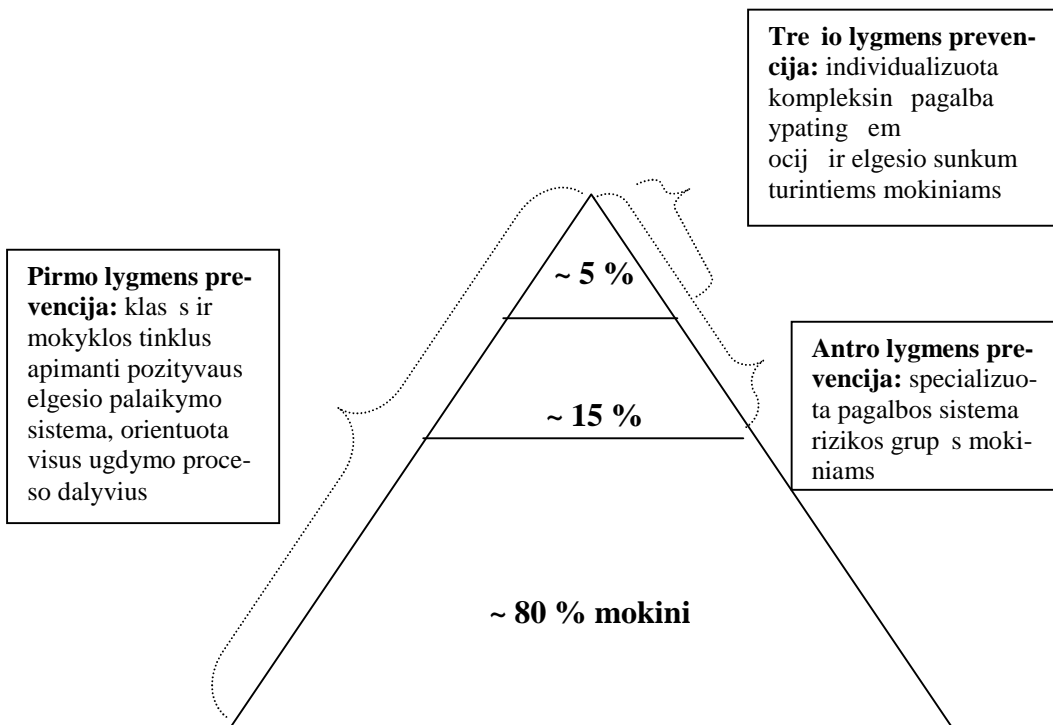 Tre io lygmens preven-
cija: individualizuota
kompleksin pagalba
ypating em
ocij ir elgesio sunkum
turintiems mokiniams
Pirmo lygmens pre-
vencija: klas s ir
mokyklos tinklus
apimanti pozityvaus
elgesio palaikymo
sistema, orientuota
visus ugdymo proce-
so dalyvius
~ 5 %
Antro lygmens pre-
vencija: specializuo-
ta pagalbos sistema
rizikos grup s moki-
niams
~ 15 %
~ 80 % mokini